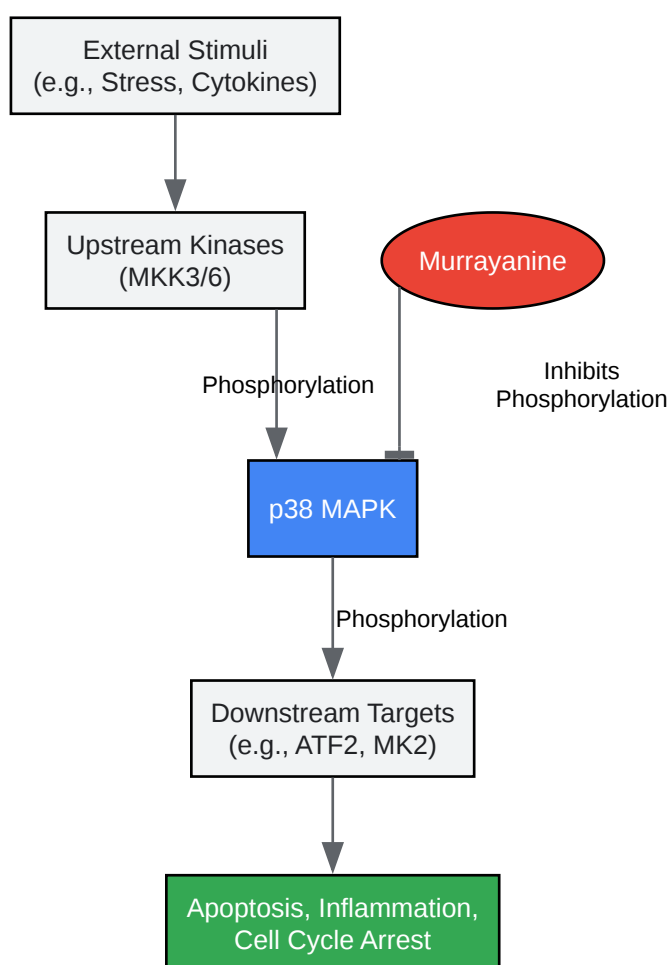 External Stimuli
(e.g., Stress, Cytokines)
Upstream Kinases
(MKK3/6)
Murrayanine
Phosphorylation
Inhibits
Phosphorylation
p38 MAPK
Phosphorylation
Downstream Targets
(e.g., ATF2, MK2)
Apoptosis, Inflammation,
Cell Cycle Arrest